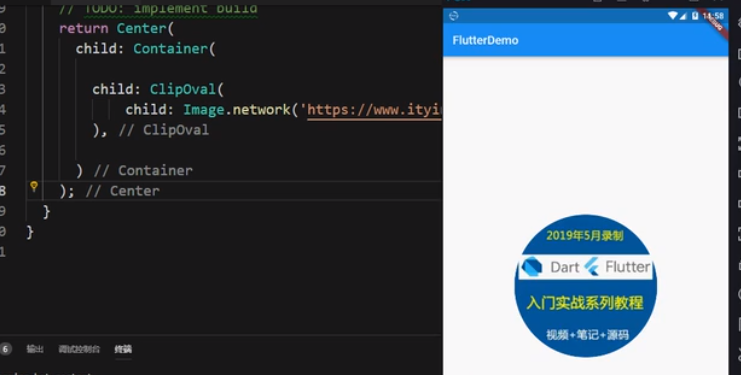 // TODO: implement build
return Center(
child: Container(
child: ClipOval(
child: Image.network('https://www.ityin
), // ClipOval
) // Container
); // Center
}
}
6 输出 调试控制台 终端
14:58
FlutterDemo
2019年5月录制
Dart Flutter
入门实战系列教程
视频+笔记+源码